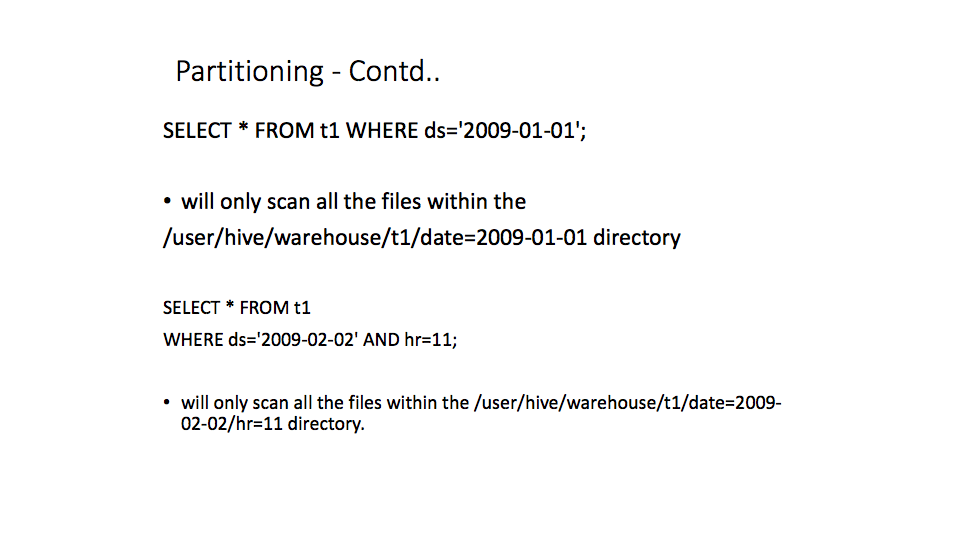 Partitioning - Contd..
SELECT * FROM t1 WHERE ds='2009-01-01';
• will only scan all the files within the
/user/hive/warehouse/t1/date=2009-01-01 directory
SELECT * FROM t1
WHERE ds='2009-02-02' AND hr=11;
• will only scan all the files within the /user/hive/warehouse/t1/date=2009-
02-02/hr=11 directory.